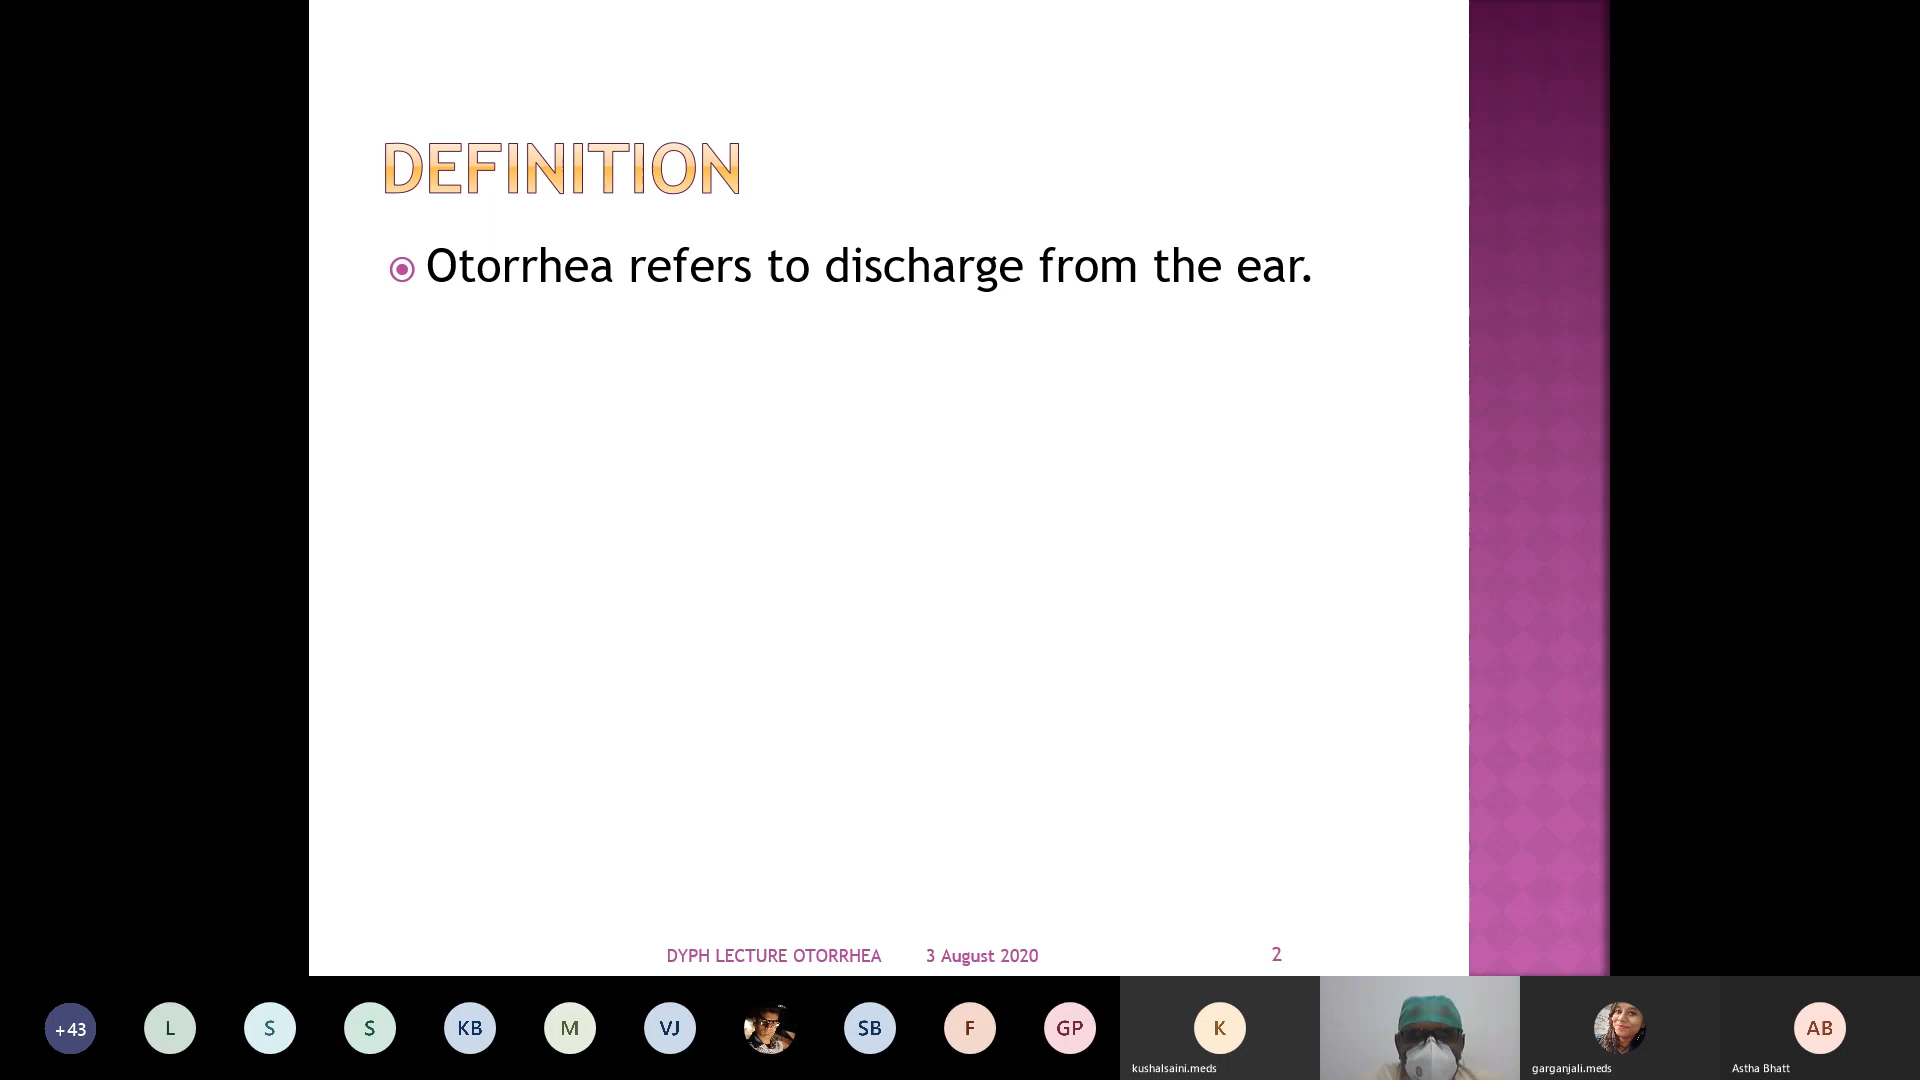 DEFINITION
Otorrhea refers to discharge from the ear.
DYPH LECTURE OTORRHEA 3 August 2020 2
+43 L S S KB M VJ SB F GP K AB
kushalsaini.meds garganjali.meds Astha Bhatt